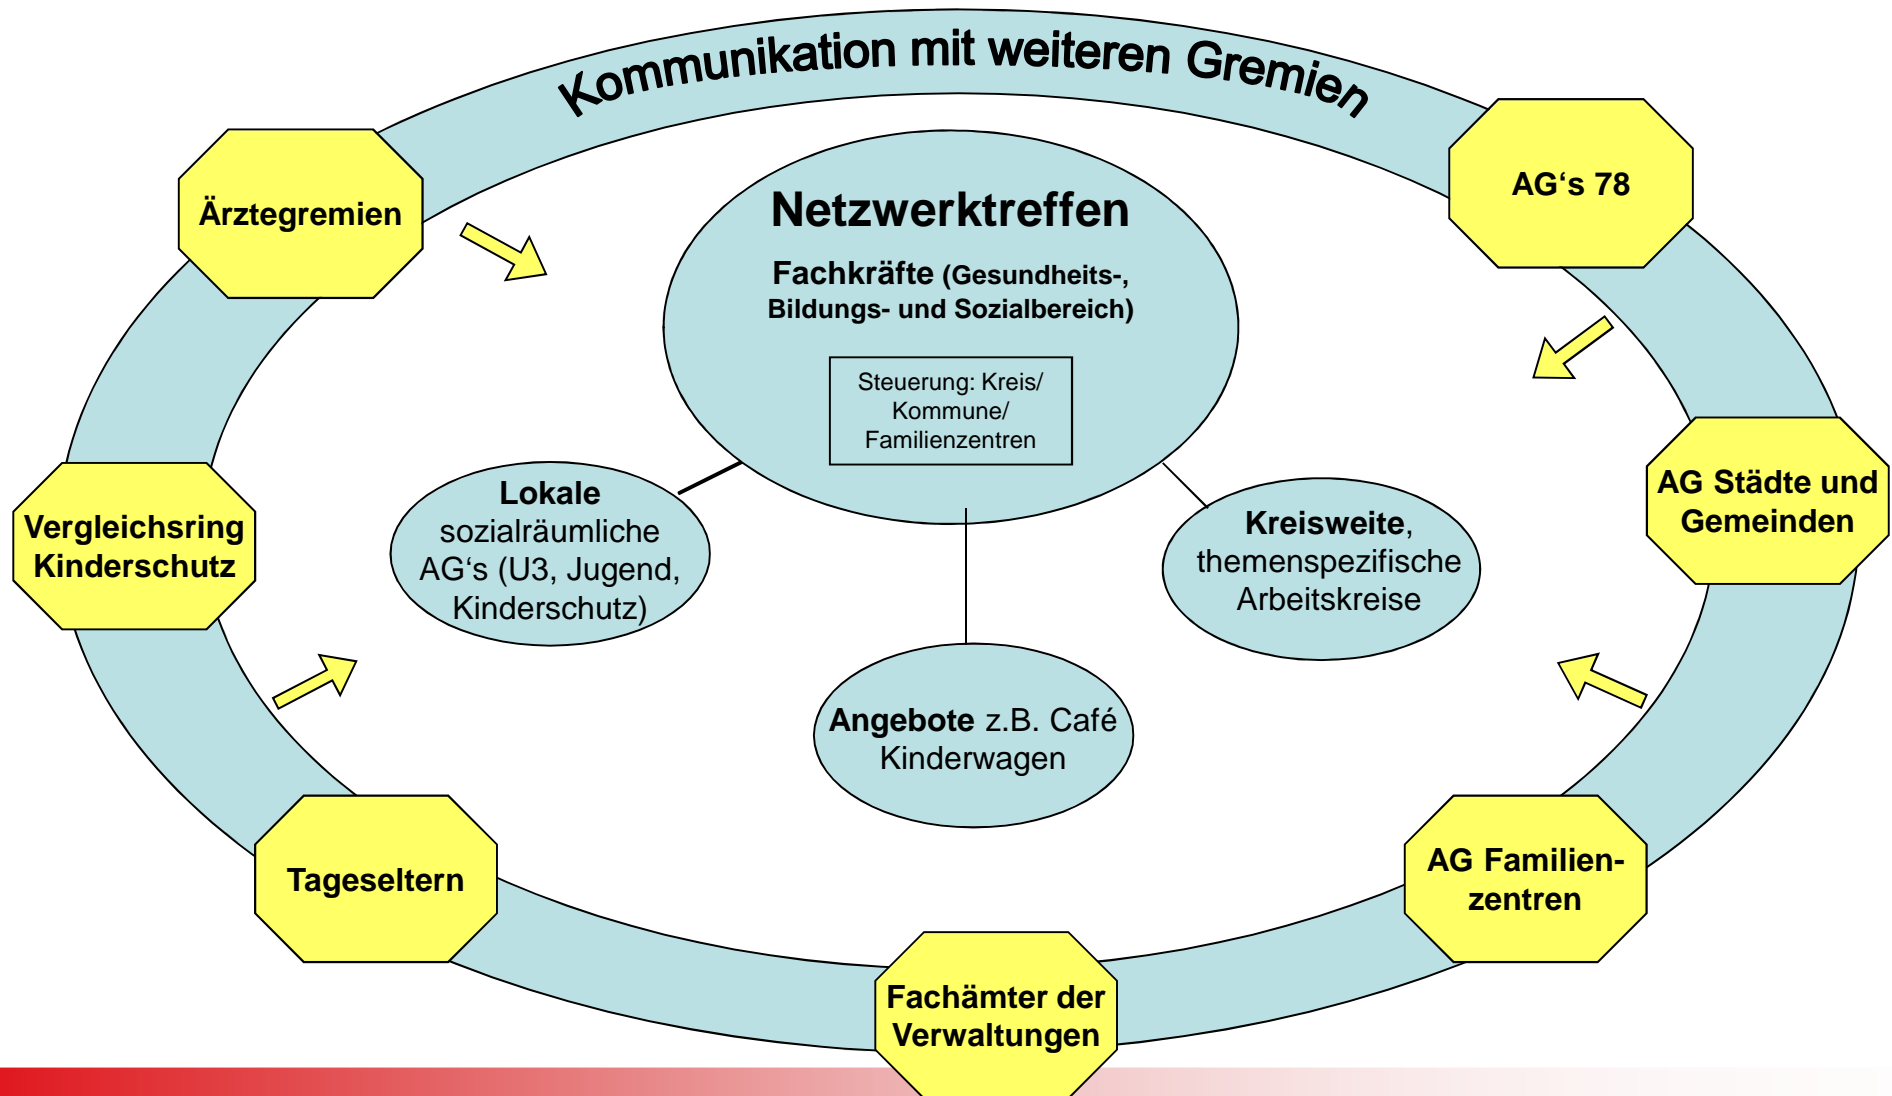 Kommunikation mit weiteren Gremien
Ärztegremien
AG‘s 78
Netzwerktreffen
Fachkräfte (Gesundheits-,
Bildungs- und Sozialbereich)
Steuerung: Kreis/
Kommune/
Familienzentren
Vergleichsring
Kinderschutz
Lokale
sozialräumliche
AG‘s (U3, Jugend,
Kinderschutz)
Kreisweite,
themenspezifische
Arbeitskreise
AG Städte und
Gemeinden
Angebote z.B. Café
Kinderwagen
Tageseltern
AG Familien-
zentren
Fachämter der
Verwaltungen